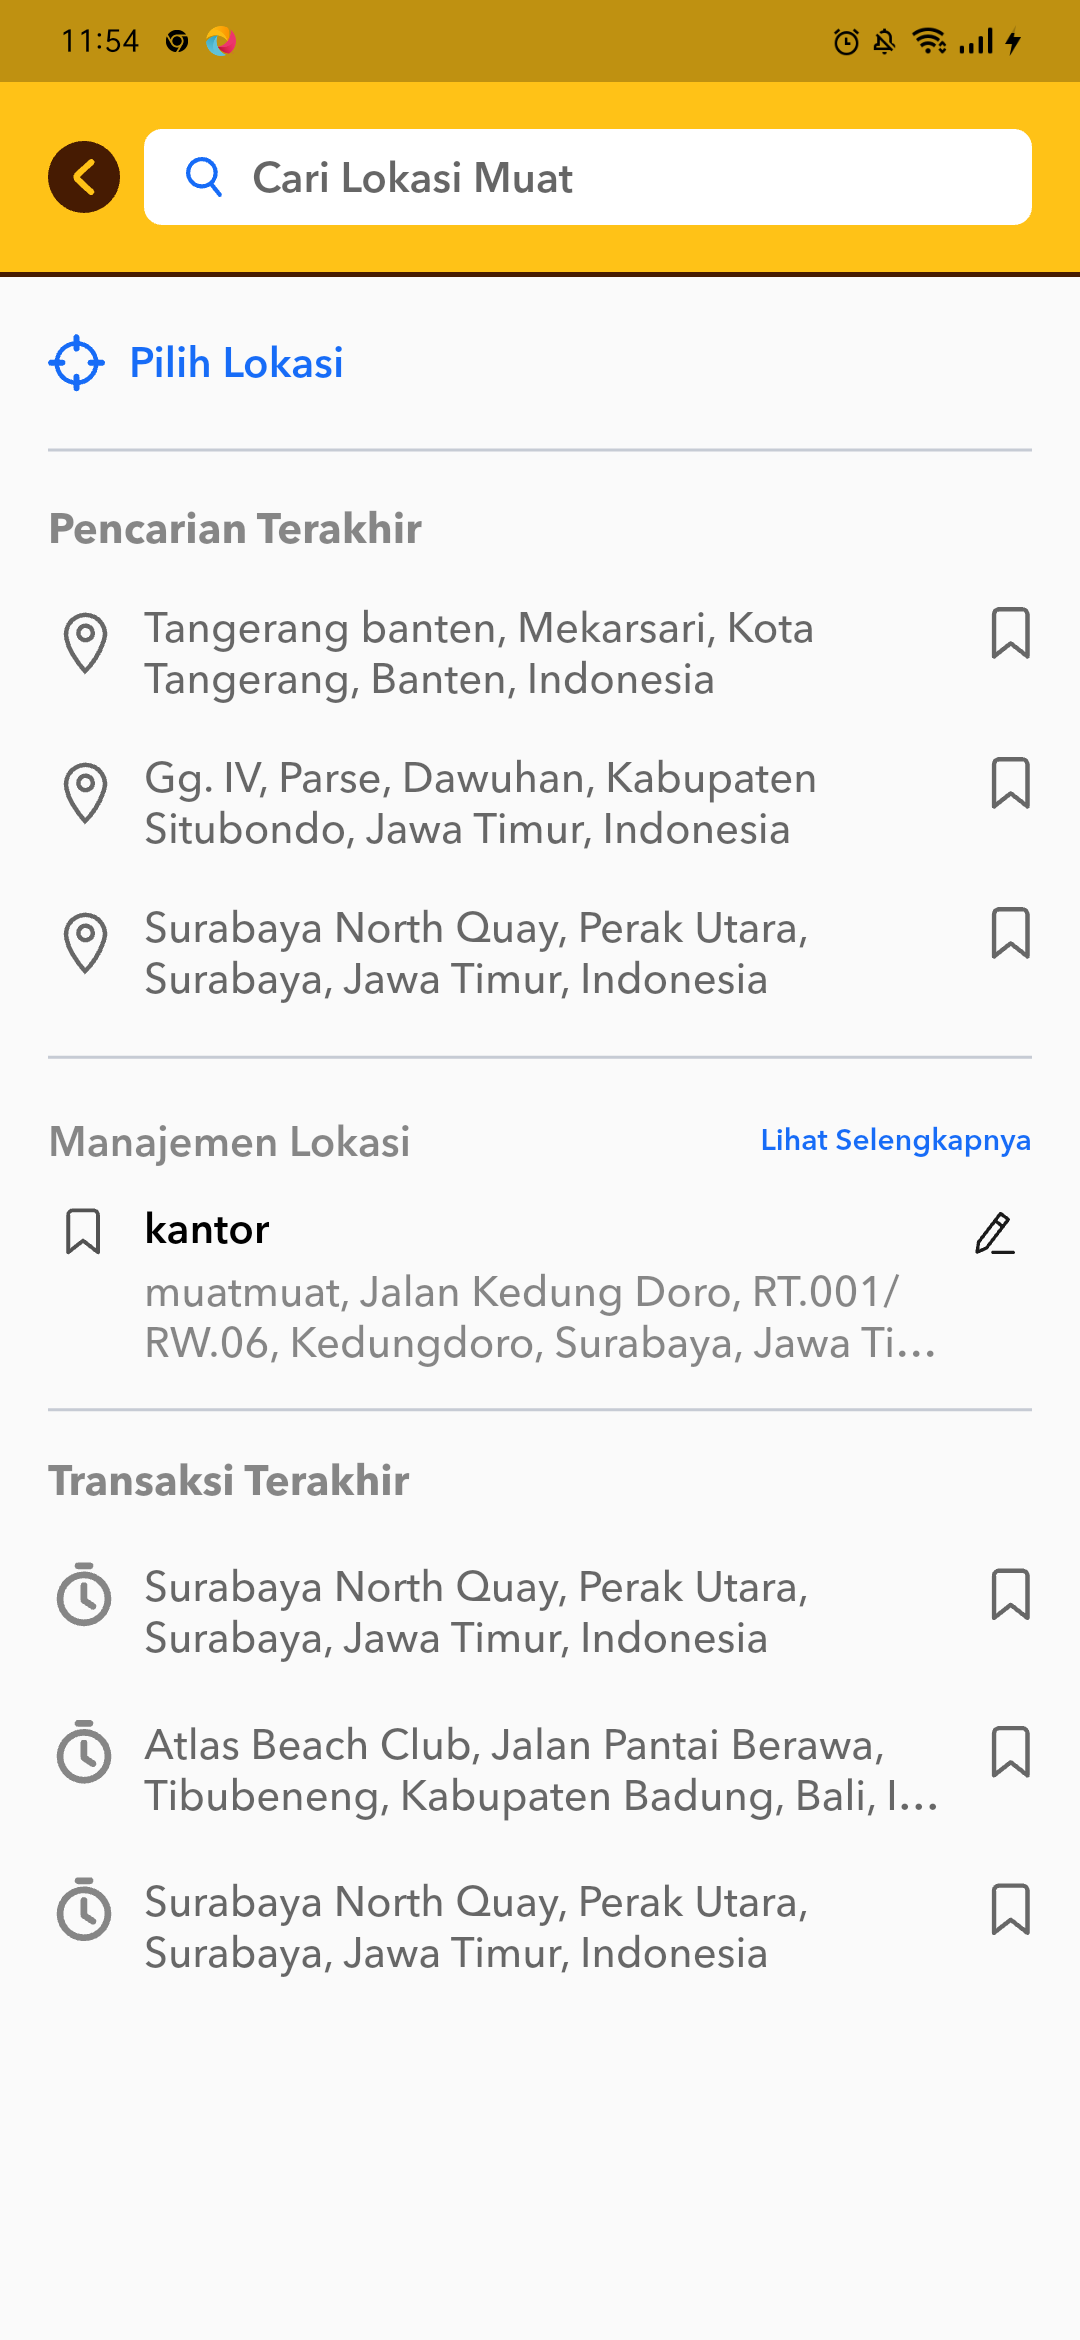 11:54
Cari Lokasi Muat
Pilih Lokasi
Pencarian Terakhir
Tangerang banten, Mekarsari, Kota
Tangerang, Banten, Indonesia
Gg. IV, Parse, Dawuhan, Kabupaten
Situbondo, Jawa Timur, Indonesia
Surabaya North Quay, Perak Utara,
Surabaya, Jawa Timur, Indonesia
Manajemen Lokasi
Lihat Selengkapnya
kantor
muatmuat, Jalan Kedung Doro, RT.001/
RW.06, Kedungdoro, Surabaya, Jawa Ti...
Transaksi Terakhir
Surabaya North Quay, Perak Utara,
Surabaya, Jawa Timur, Indonesia
Atlas Beach Club, Jalan Pantai Berawa,
Tibubeneng, Kabupaten Badung, Bali, I...
Surabaya North Quay, Perak Utara,
Surabaya, Jawa Timur, Indonesia